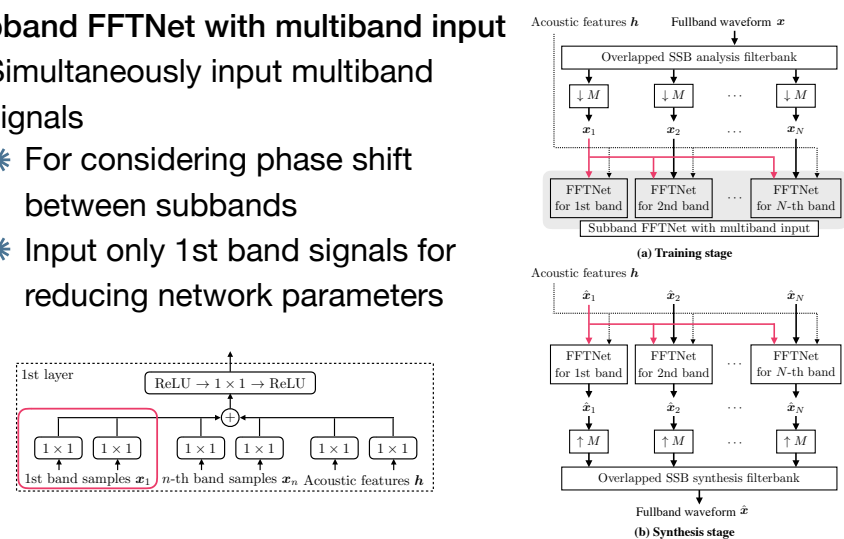 bband FFTNet with multiband input
Simultaneously input multiband
ignals
For considering phase shift
between subbands
Input only 1st band signals for
reducing network parameters
1st layer
ReLU → 1 × 1 → ReLU
+
1 × 1 1 × 1 1 × 1 1 × 1 1 × 1 1 × 1
1st band samples x₁ n-th band samples xₙ Acoustic features h
Acoustic features h Fullband waveform x
Overlapped SSB analysis filterbank
↓ M ↓ M ... ↓ M
x₁ x₂ ... x_N
FFTNet FFTNet FFTNet
for 1st band for 2nd band ... for N-th band
Subband FFTNet with multiband input
(a) Training stage
Acoustic features h
x̂₁ x̂₂ x̂_N
FFTNet FFTNet FFTNet
for 1st band for 2nd band ... for N-th band
x̂₁ x̂₂ ... x̂_N
↑ M ↑ M ... ↑ M
Overlapped SSB synthesis filterbank
Fullband waveform x̂
(b) Synthesis stage